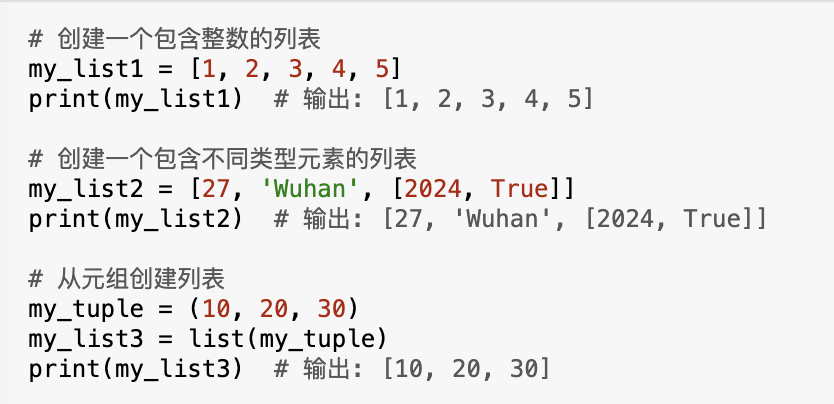 # 创建一个包含整数的列表
my_list1 = [1, 2, 3, 4, 5]
print(my_list1)  # 输出: [1, 2, 3, 4, 5]

# 创建一个包含不同类型元素的列表
my_list2 = [27, 'Wuhan', [2024, True]]
print(my_list2)  # 输出: [27, 'Wuhan', [2024, True]]

# 从元组创建列表
my_tuple = (10, 20, 30)
my_list3 = list(my_tuple)
print(my_list3)  # 输出: [10, 20, 30]